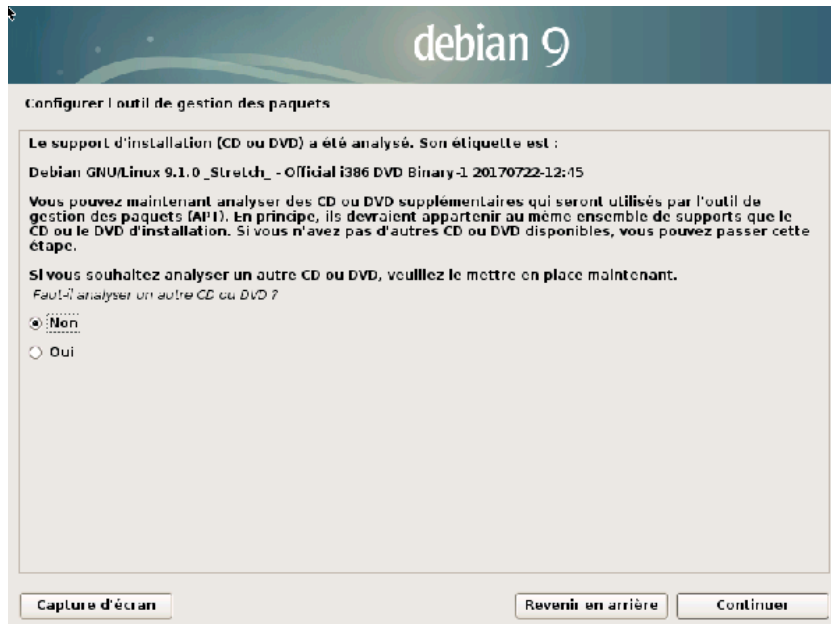 debian 9
Configurer l'outil de gestion des paquets
Le support d'installation (CD ou DVD) a été analysé. Son étiquette est :
Debian GNU/Linux 9.1.0 _Stretch_ - Official i386 DVD Binary-1 20170722-12:45
Vous pouvez maintenant analyser des CD ou DVD supplémentaires qui seront utilisés par l'outil de
gestion des paquets (APT). En principe, ils devraient appartenir au même ensemble de supports que le
CD ou le DVD d'installation. Si vous n'avez pas d'autres CD ou DVD disponibles, vous pouvez passer cette
étape.
Si vous souhaitez analyser un autre CD ou DVD, veuillez le mettre en place maintenant.
Faut-il analyser un autre CD ou DVD ?
Non
Oui
Capture d'écran
Revenir en arrière
Continuer